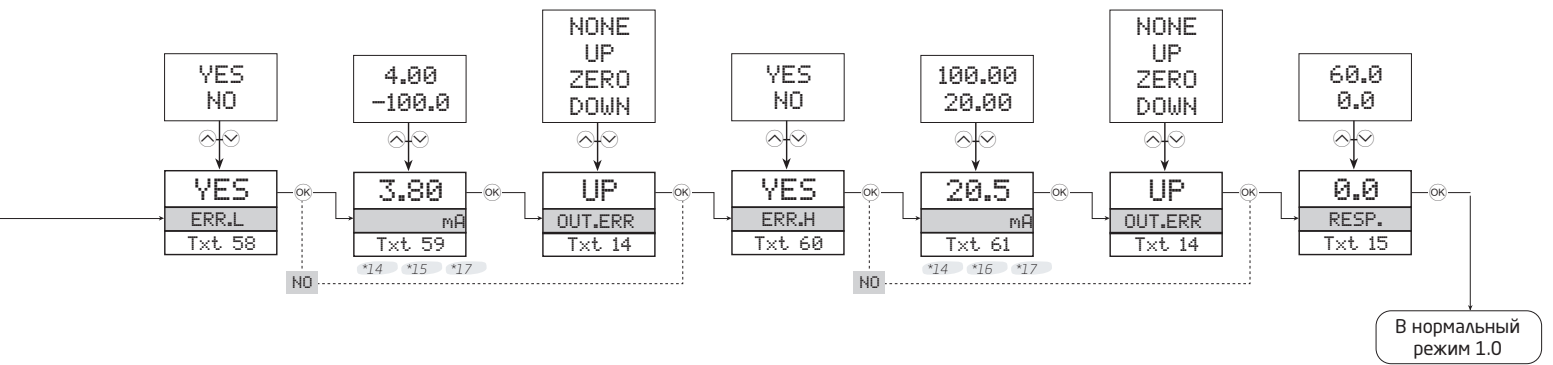 YES
NO
YES
ERR.L
Txt 58
OK
NO
4.00
-100.0
3.80
mA
Txt 59
*14 *15 *17
OK
NONE
UP
ZERO
DOWN
UP
OUT.ERR
Txt 14
OK
YES
NO
YES
ERR.H
Txt 60
OK
NO
100.00
20.00
20.5
mA
Txt 61
*14 *16 *17
OK
NONE
UP
ZERO
DOWN
UP
OUT.ERR
Txt 14
OK
60.0
0.0
0.0
RESP.
Txt 15
OK
В нормальный
режим 1.0